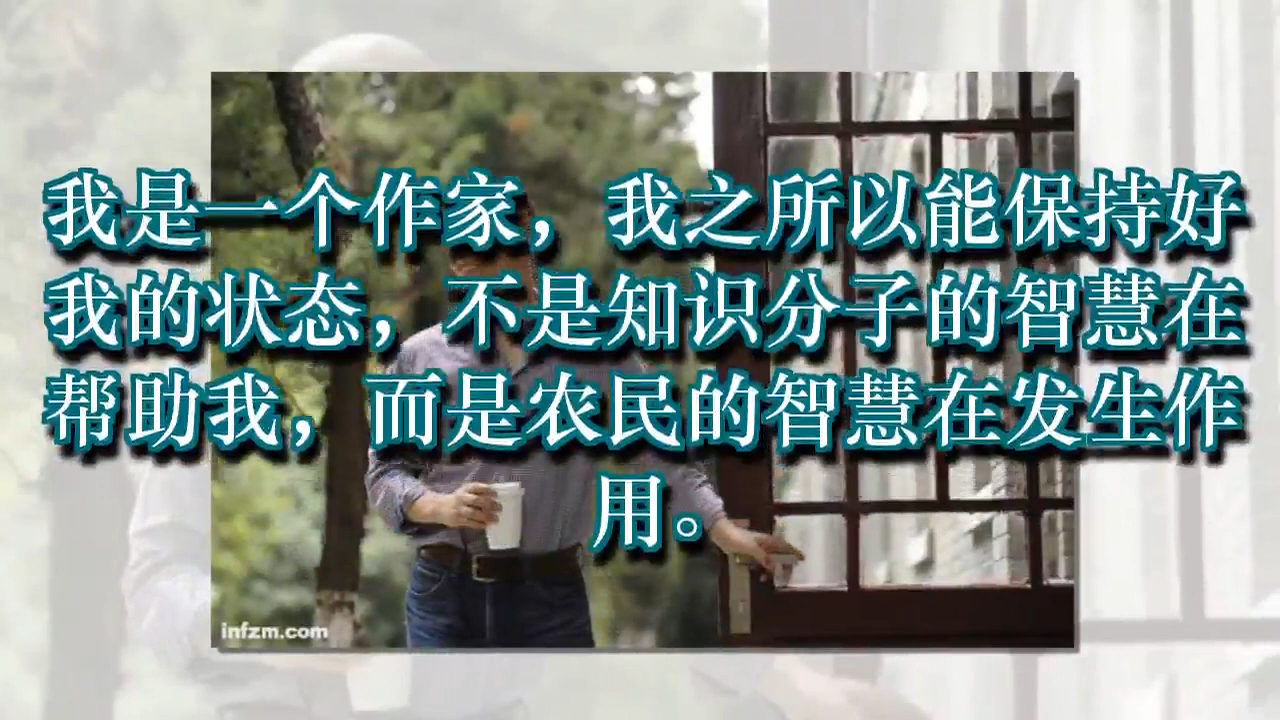 我是一个作家，我之所以能保持好
我的状态，不是知识分子的智慧在
帮助我，而是农民的智慧在发生作
用。
infzm.com